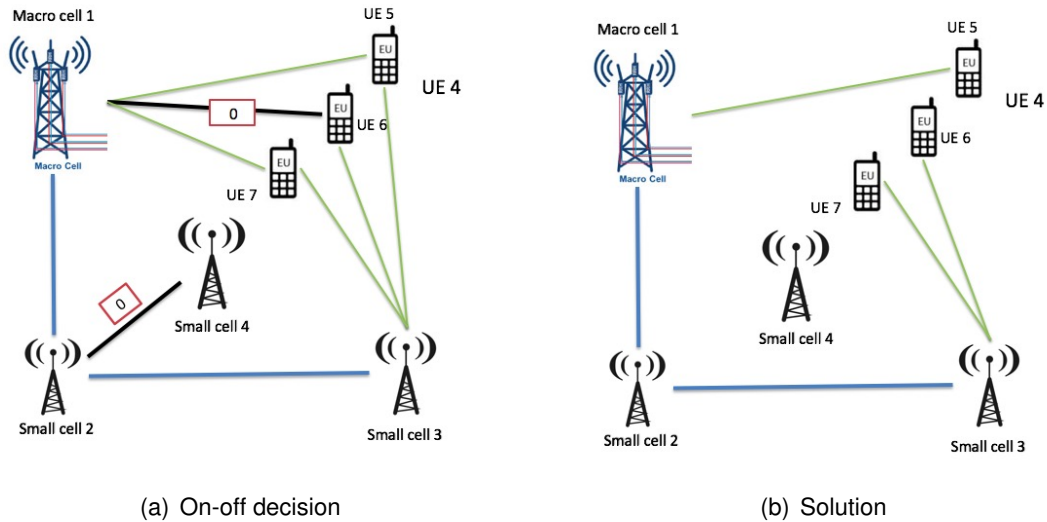 Macro cell 1
UE 5
EU
UE 4
0
EU
UE 6
EU
UE 7
Macro Cell
0
Small cell 4
Small cell 2
Small cell 3
(a) On-off decision
Macro cell 1
UE 5
UE 4
EU
UE 6
EU
UE 7
Macro Cell
Small cell 4
Small cell 2
Small cell 3
(b) Solution